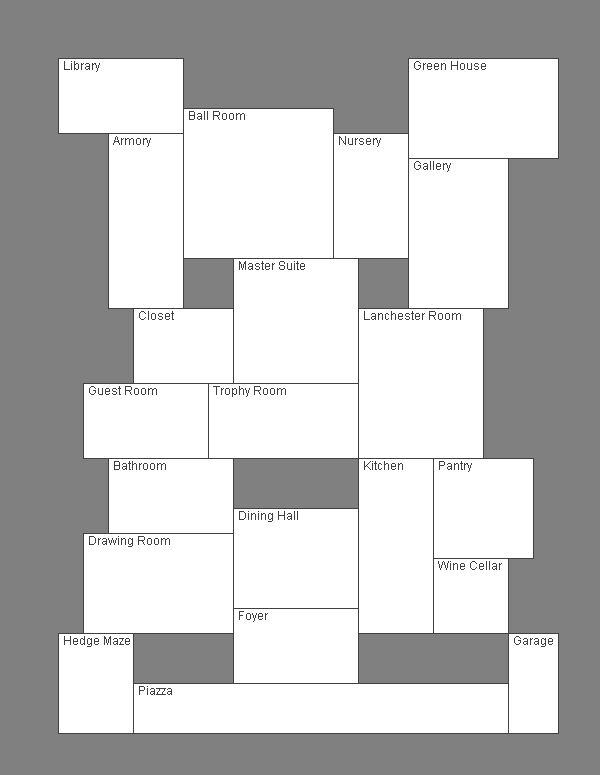 Library
Green House
Ball Room
Armory
Nursery
Gallery
Master Suite
Closet
Lanchester Room
Guest Room
Trophy Room
Bathroom
Kitchen
Pantry
Dining Hall
Drawing Room
Wine Cellar
Foyer
Hedge Maze
Garage
Piazza